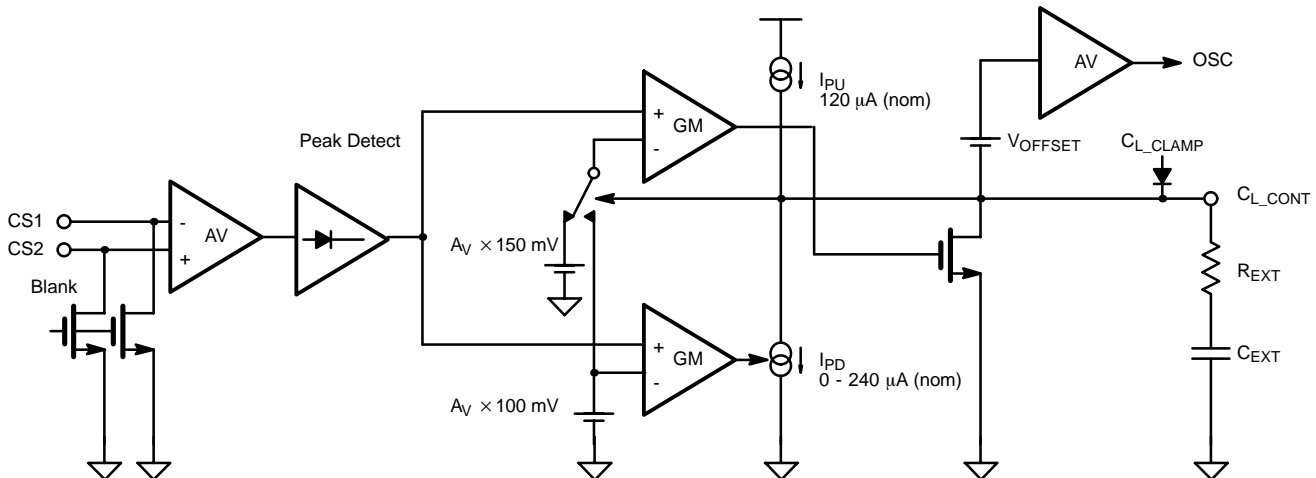 AV
OSC
I_PU
120 μA (nom)
+
GM
-
V_OFFSET
C_L_CLAMP
Peak Detect
CS1
-
AV
CS2
+
C_L_CONT
A_V × 150 mV
Blank
R_EXT
+
GM
-
I_PD
0 - 240 μA (nom)
C_EXT
A_V × 100 mV